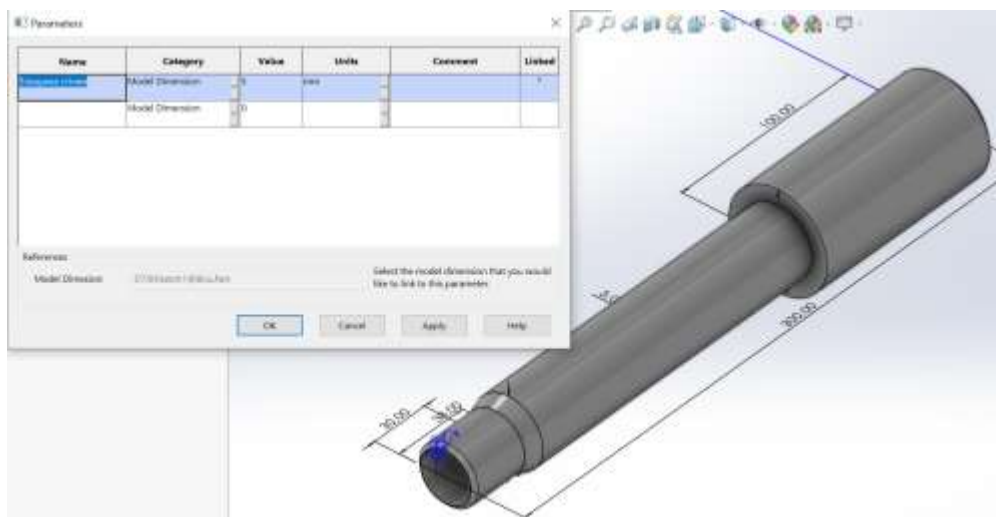 Parameters
Name Category Value Units Comment Linked
Model Dimension mm *
Model Dimension 0
References
Model Dimension
Select the model dimension that you would
like to link to this parameter.
OK Cancel Apply Help
100.00
300.00
30.00